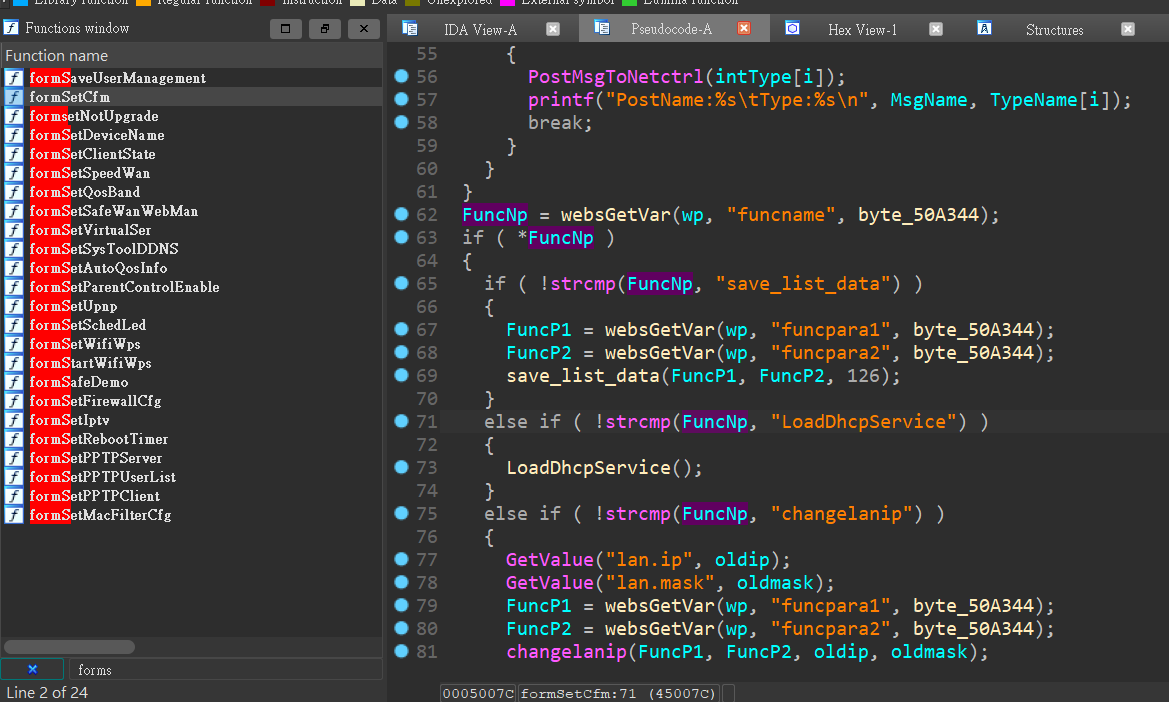 Library function Regular function Instruction Data Unexplored External symbol Lumina function
Functions window
IDA View-A Pseudocode-A Hex View-1 Structures
Function name
formSaveUserManagement
formSetCfm
formsetNotUpgrade
formSetDeviceName
formSetClientState
formSetSpeedWan
formSetQosBand
formSetSafeWanWebMan
formSetVirtualSer
formSetSysToolDDNS
formSetAutoQosInfo
formSetParentControlEnable
formSetUpnp
formSetSchedLed
formSetWifiWps
formStartWifiWps
formSafeDemo
formSetFirewallCfg
formSetIptv
formSetRebootTimer
formSetPPTPServer
formSetPPTPUserList
formSetPPTPClient
formSetMacFilterCfg
forms
Line 2 of 24
55 {
56 PostMsgToNetctrl(intType[i]);
57 printf("PostName:%s\tType:%s\n", MsgName, TypeName[i]);
58 break;
59 }
60 }
61 }
62 FuncNp = websGetVar(wp, "funcname", byte_50A344);
63 if ( *FuncNp )
64 {
65 if ( !strcmp(FuncNp, "save_list_data") )
66 {
67 FuncP1 = websGetVar(wp, "funcpara1", byte_50A344);
68 FuncP2 = websGetVar(wp, "funcpara2", byte_50A344);
69 save_list_data(FuncP1, FuncP2, 126);
70 }
71 else if ( !strcmp(FuncNp, "LoadDhcpService") )
72 {
73 LoadDhcpService();
74 }
75 else if ( !strcmp(FuncNp, "changelanip") )
76 {
77 GetValue("lan.ip", oldip);
78 GetValue("lan.mask", oldmask);
79 FuncP1 = websGetVar(wp, "funcpara1", byte_50A344);
80 FuncP2 = websGetVar(wp, "funcpara2", byte_50A344);
81 changelanip(FuncP1, FuncP2, oldip, oldmask);
0005007C formSetCfm:71 (45007C)